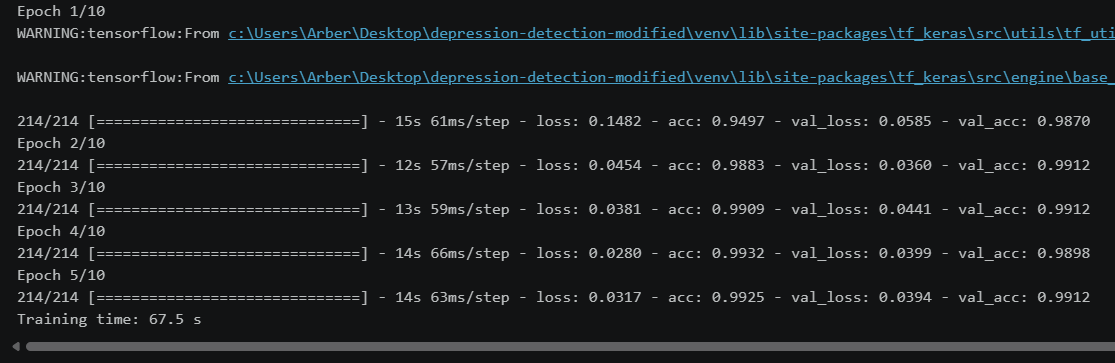 Epoch 1/10
WARNING:tensorflow:From c:\Users\Arber\Desktop\depression-detection-modified\venv\lib\site-packages\tf_keras\src\utils\tf_uti
WARNING:tensorflow:From c:\Users\Arber\Desktop\depression-detection-modified\venv\lib\site-packages\tf_keras\src\engine\base_
214/214 [==============================] - 15s 61ms/step - loss: 0.1482 - acc: 0.9497 - val_loss: 0.0585 - val_acc: 0.9870
Epoch 2/10
214/214 [==============================] - 12s 57ms/step - loss: 0.0454 - acc: 0.9883 - val_loss: 0.0360 - val_acc: 0.9912
Epoch 3/10
214/214 [==============================] - 13s 59ms/step - loss: 0.0381 - acc: 0.9909 - val_loss: 0.0441 - val_acc: 0.9912
Epoch 4/10
214/214 [==============================] - 14s 66ms/step - loss: 0.0280 - acc: 0.9932 - val_loss: 0.0399 - val_acc: 0.9898
Epoch 5/10
214/214 [==============================] - 14s 63ms/step - loss: 0.0317 - acc: 0.9925 - val_loss: 0.0394 - val_acc: 0.9912
Training time: 67.5 s